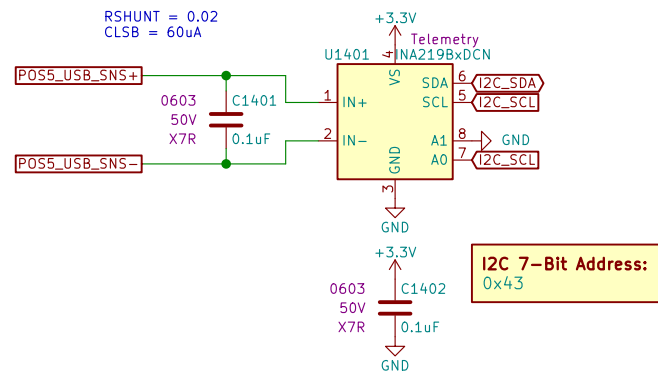 RSHUNT = 0.02
CLSB = 60uA
+3.3V
Telemetry
U1401
INA219BxDCN
4
VS
POS5_USB_SNS+
SDA
6
I2C_SDA
0603
C1401
1
IN+
SCL
5
I2C_SCL
50V
X7R
0.1uF
2
IN-
A1
8
GND
POS5_USB_SNS-
GND
A0
7
I2C_SCL
3
GND
+3.3V
I2C 7-Bit Address:
0x43
0603
C1402
50V
X7R
0.1uF
GND